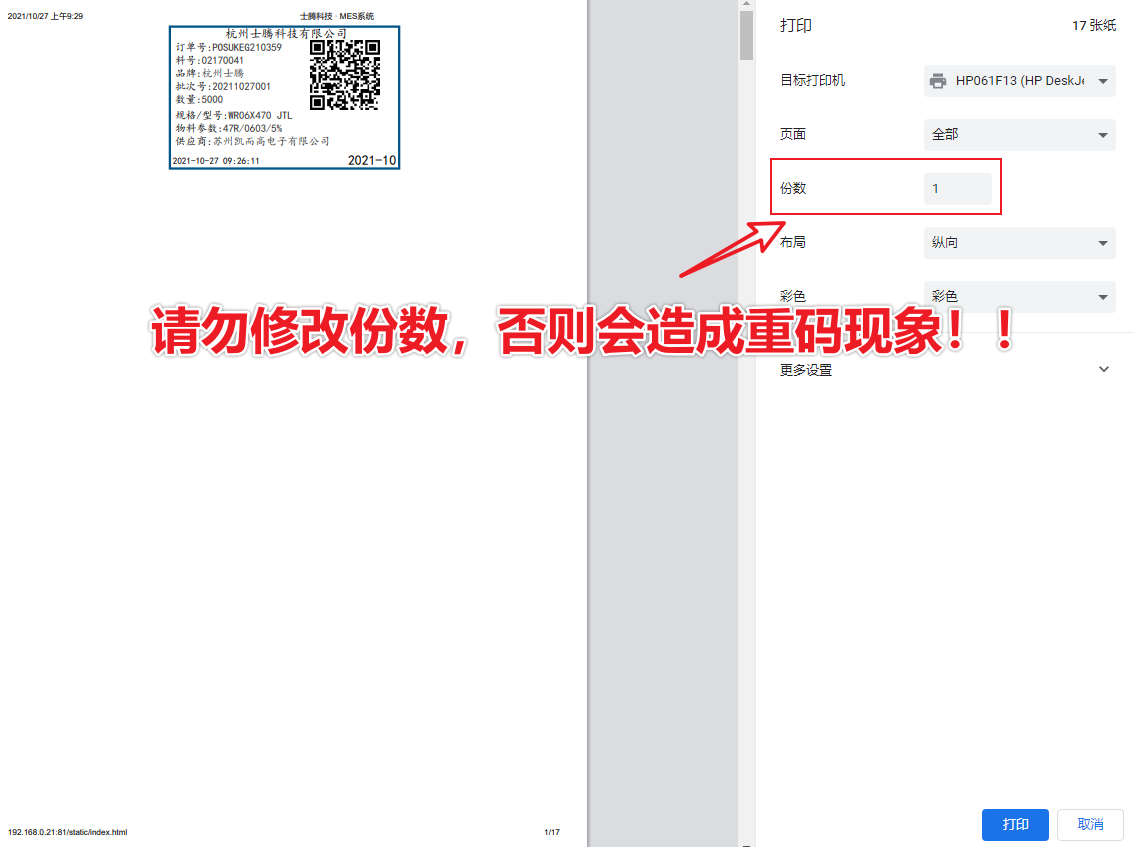 2021/10/27 上午9:29
士腾科技 · MES系统
杭州士腾科技有限公司
订单号:POSUKEG210359
料号:02170041
品牌:杭州士腾
批次号:20211027001
数量:5000
规格/型号:WR06X470 JTL
物料参数:47R/0603/5%
供应商:苏州凯而高电子有限公司
2021-10-27 09:26:11
2021-10
打印
17 张纸
目标打印机
HP061F13 (HP DeskJe
页面
全部
份数
1
布局
纵向
彩色
彩色
请勿修改份数，否则会造成重码现象！！
更多设置
192.168.0.21:81/static/index.html
1/17
打印
取消